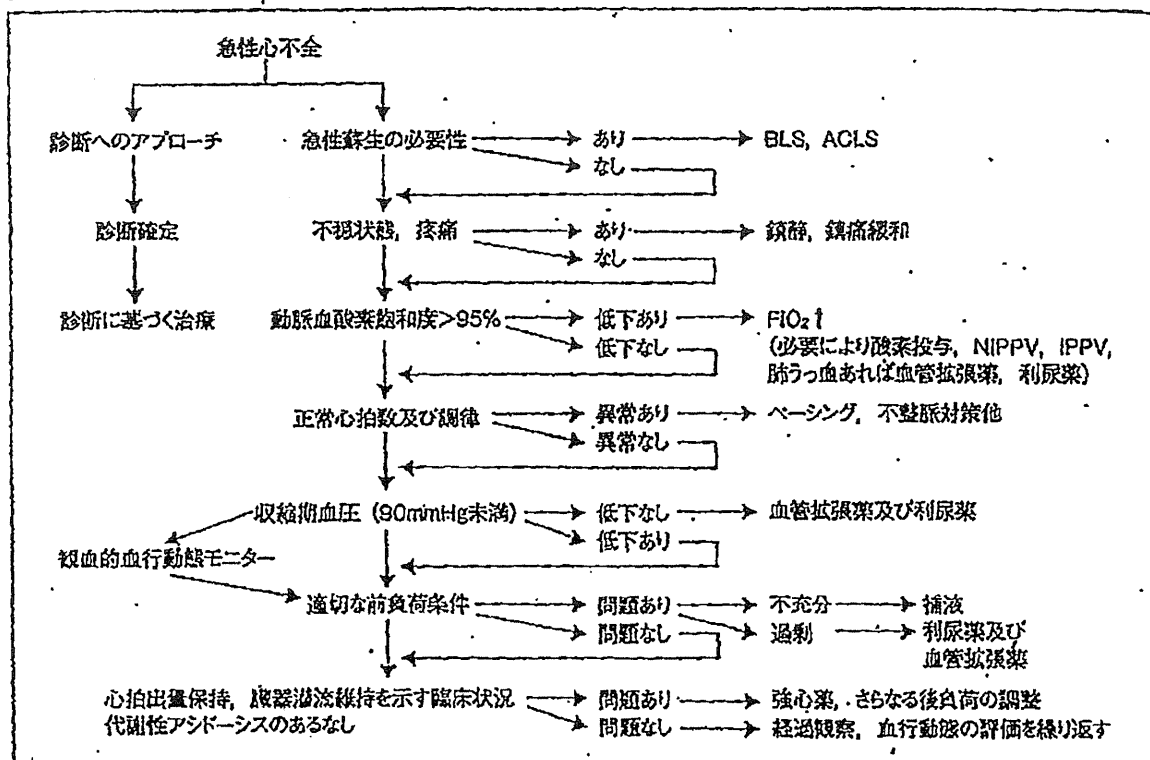 急性心不全
診断へのアプローチ
急性蘇生の必要性
あり
BLS, ACLS
なし
診断確定
不穏状態，疼痛
あり
鎮静，鎮痛緩和
なし
診断に基づく治療
動脈血酸素飽和度>95%
低下あり
FiO₂↑
(必要により酸素投与，NIPPV，IPPV，
肺うっ血あれば血管拡張薬，利尿薬)
低下なし
正常心拍数及び調律
異常あり
ペーシング，不整脈対策他
異常なし
収縮期血圧（90mmHg未満）
低下なし
血管拡張薬及び利尿薬
低下あり
観血的血行動態モニター
適切な前負荷条件
問題あり
不充分
補液
問題なし
過剰
利尿薬及び
血管拡張薬
心拍出量保持，臓器潅流維持を示す臨床状況
代謝性アシドーシスのあるなし
問題あり
強心薬，さらなる後負荷の調整
問題なし
経過観察，血行動態の評価を繰り返す